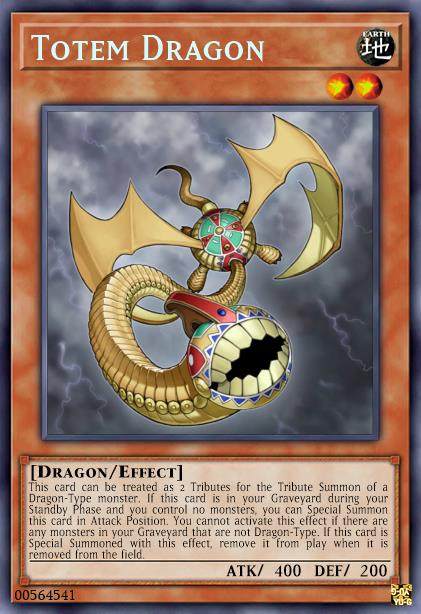 Totem Dragon
EARTH
地
[Dragon/Effect]
This card can be treated as 2 Tributes for the Tribute Summon of a
Dragon-Type monster. If this card is in your Graveyard during your
Standby Phase and you control no monsters, you can Special Summon
this card in Attack Position. You cannot activate this effect if there are
any monsters in your Graveyard that are not Dragon-Type. If this card is
Special Summoned with this effect, remove it from play when it is
removed from the field.
ATK/ 400 DEF/ 200
00564541